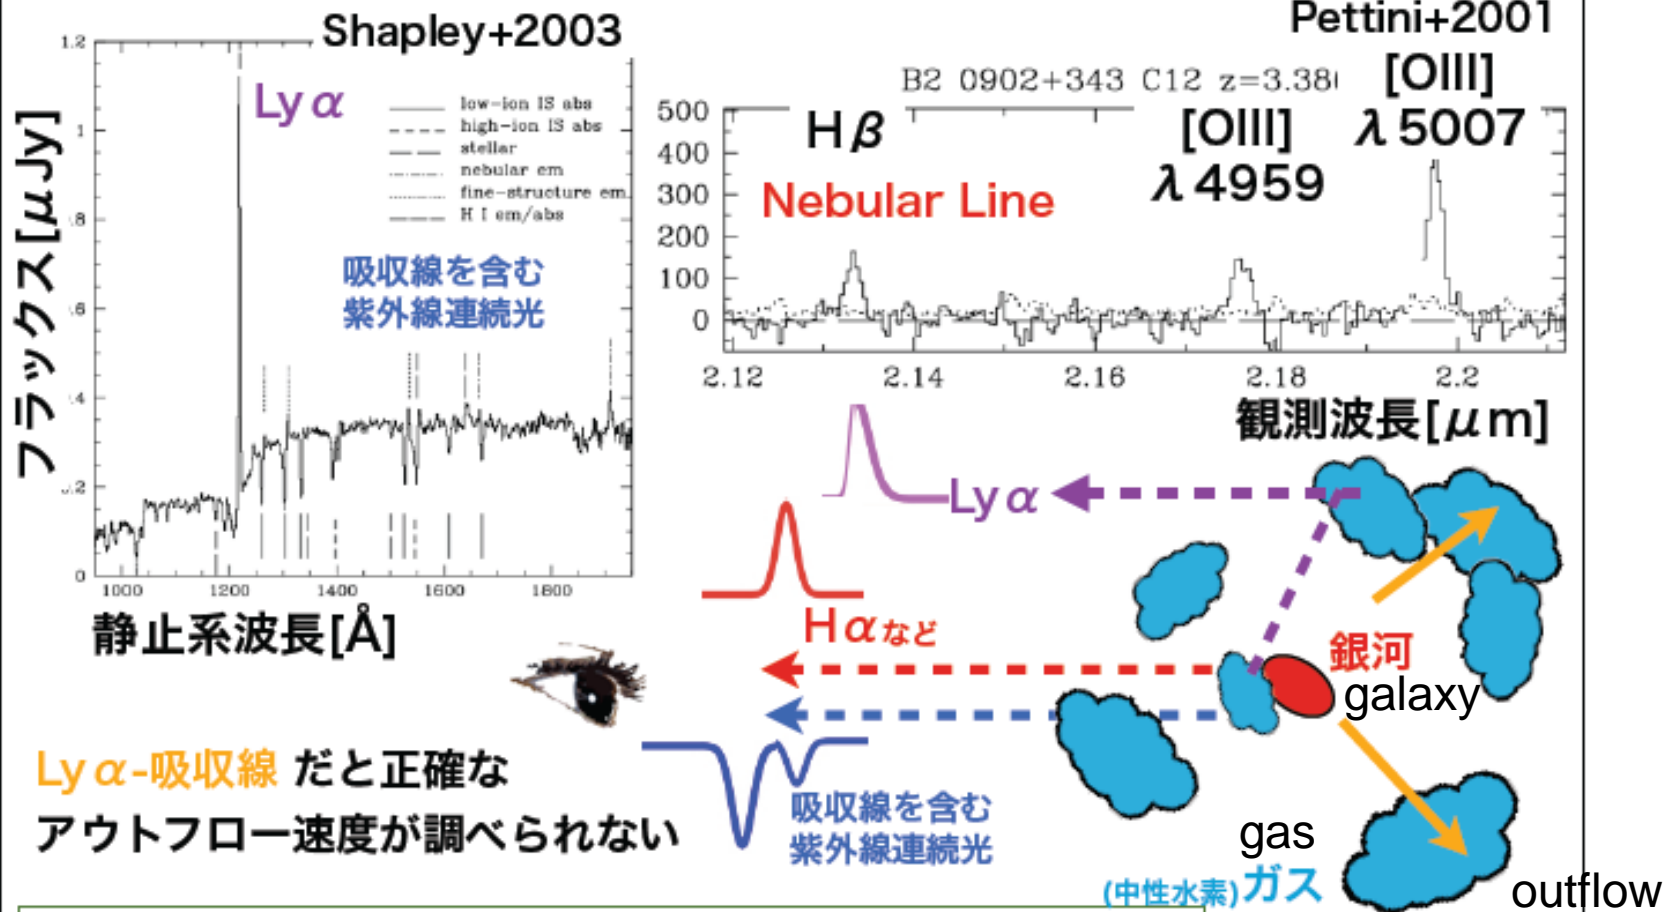 Shapley+2003
Lyα
low-ion IS abs
high-ion IS abs
stellar
nebular em
fine-structure em
H I em/abs
吸収線を含む
紫外線連続光
フラックス[μJy]
1.2
1
.8
.6
.4
.2
0
1000 1200 1400 1600 1800
静止系波長[Å]
Pettini+2001
B2 0902+343 C12 z=3.38
[OIII]
λ5007
Hβ
[OIII]
λ4959
Nebular Line
500
400
300
200
100
0
2.12 2.14 2.16 2.18 2.2
観測波長[μm]
Lyα
Hαなど
銀河
galaxy
吸収線を含む
紫外線連続光
gas
(中性水素)ガス
outflow
Lyα-吸収線 だと正確な
アウトフロー速度が調べられない